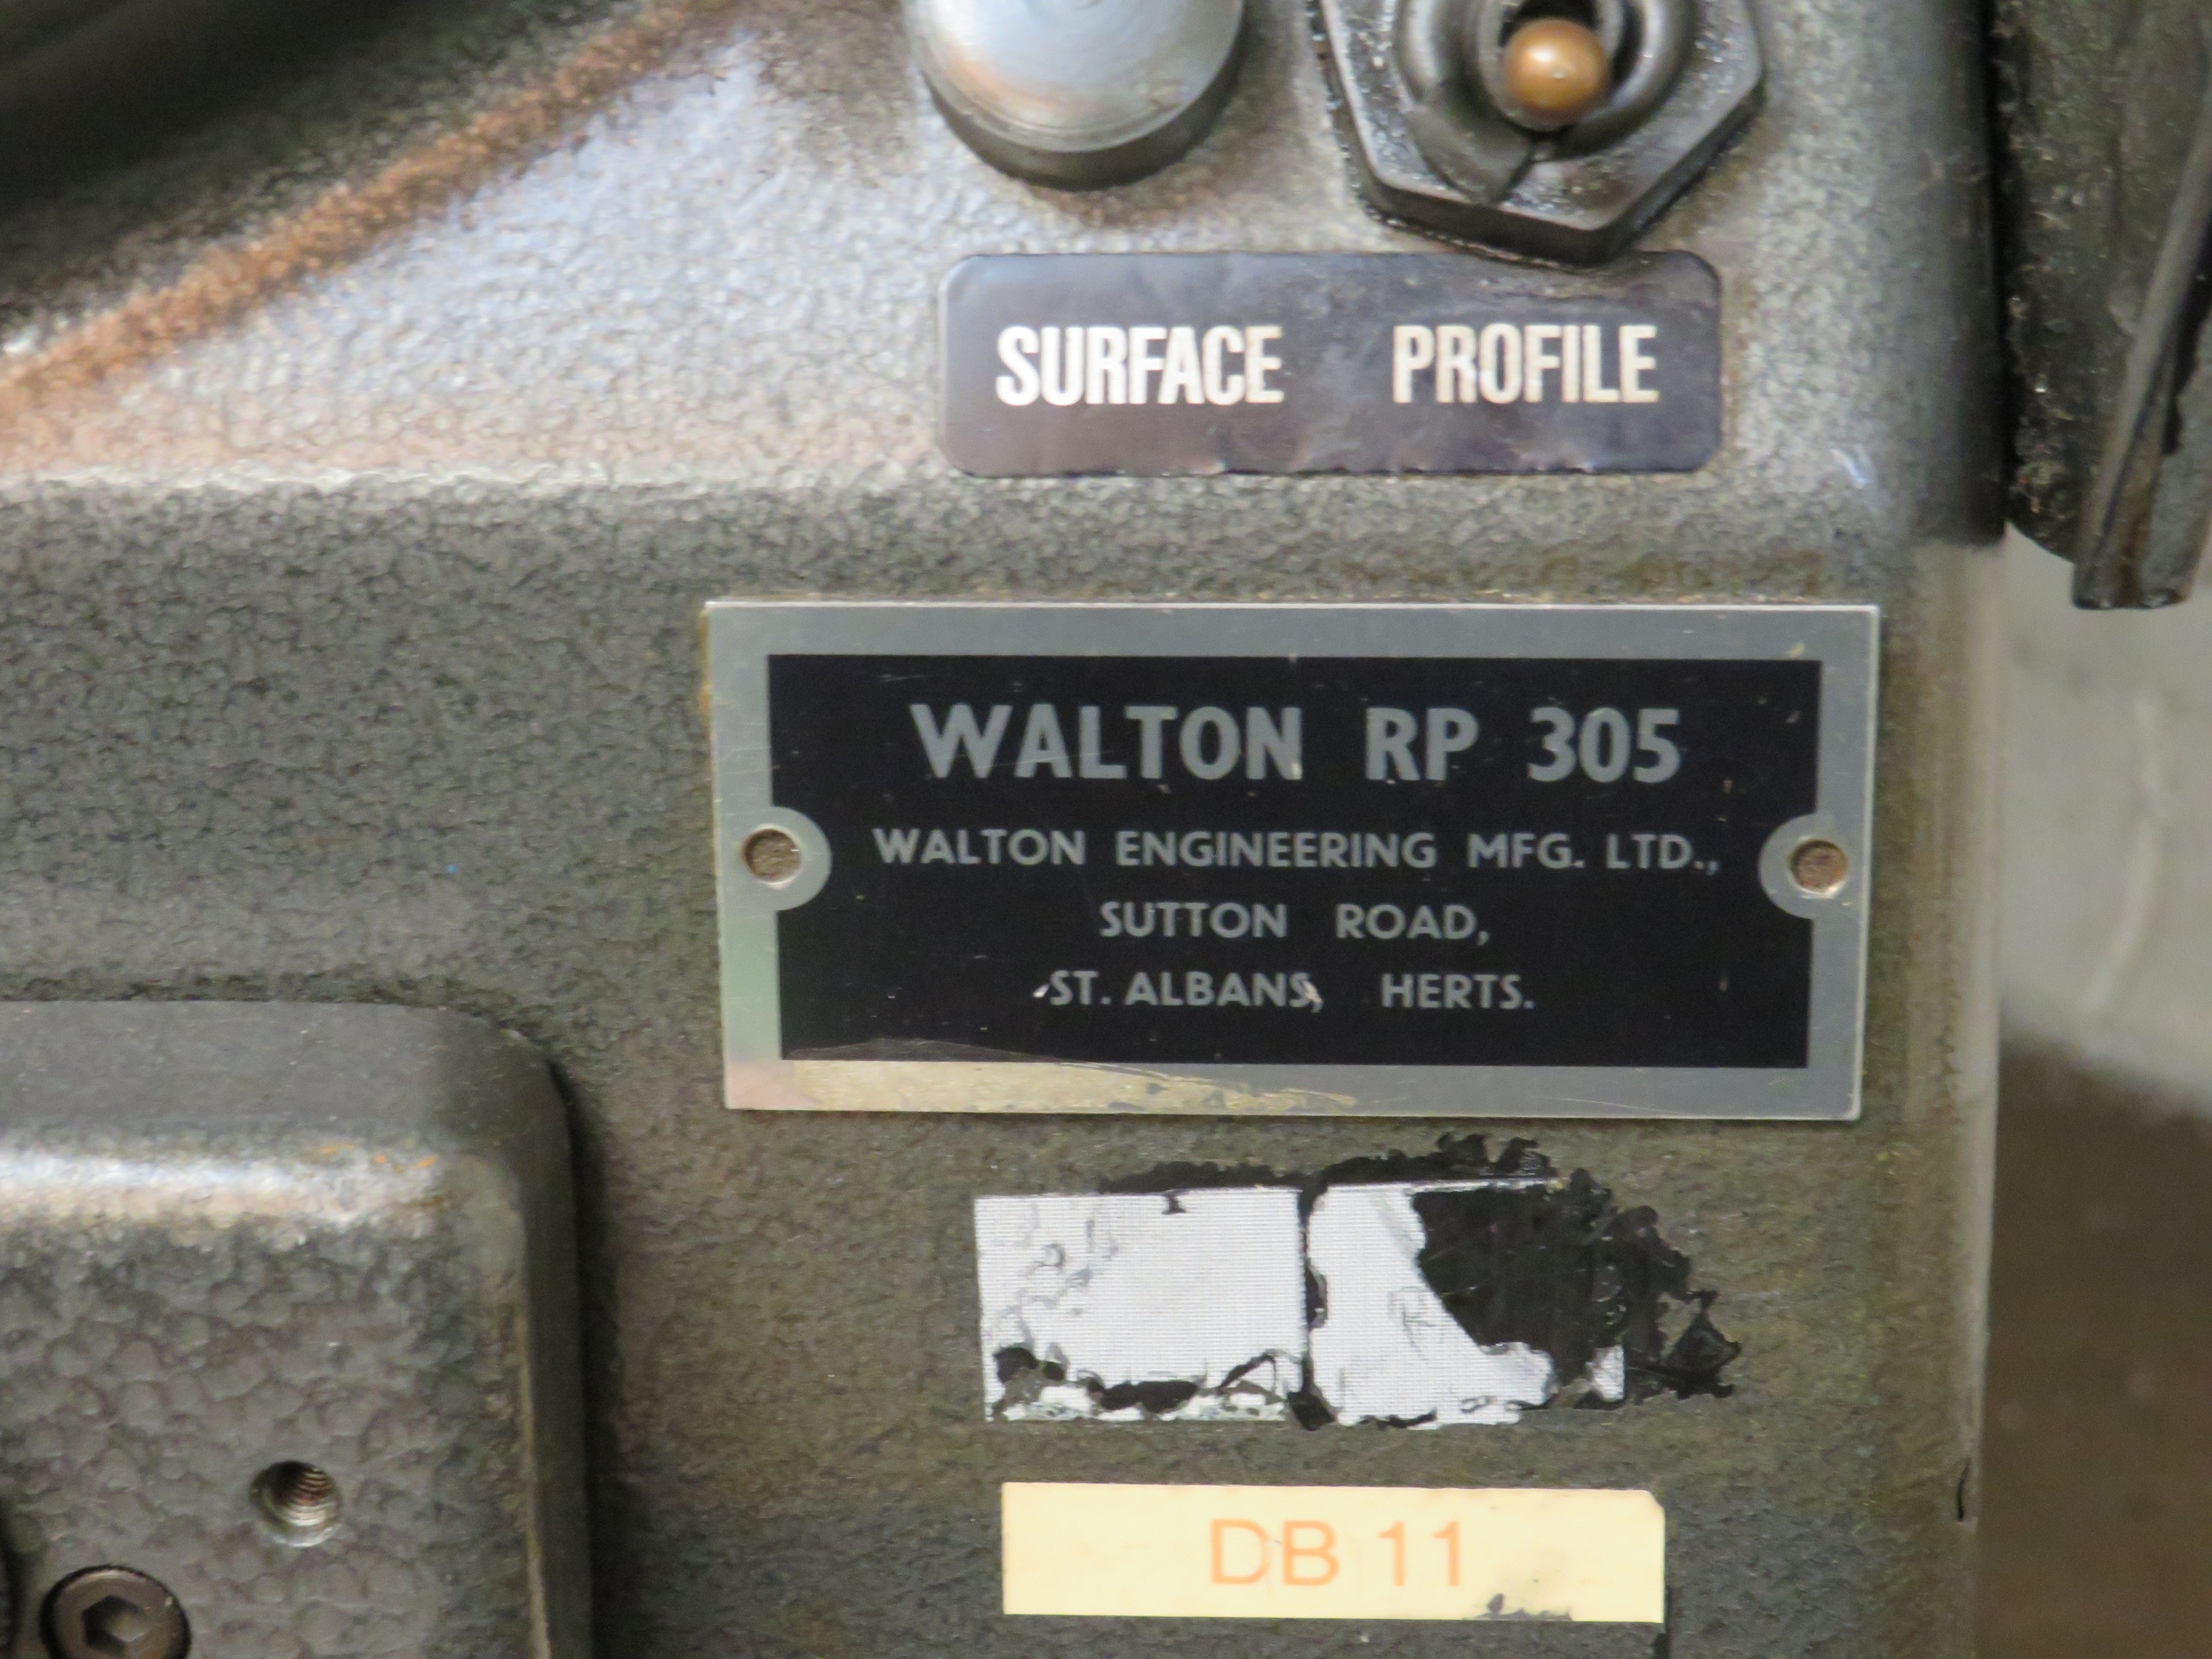 SURFACE PROFILE
WALTON RP 305
WALTON ENGINEERING MFG. LTD.,
SUTTON ROAD,
ST. ALBANS, HERTS.
DB 11